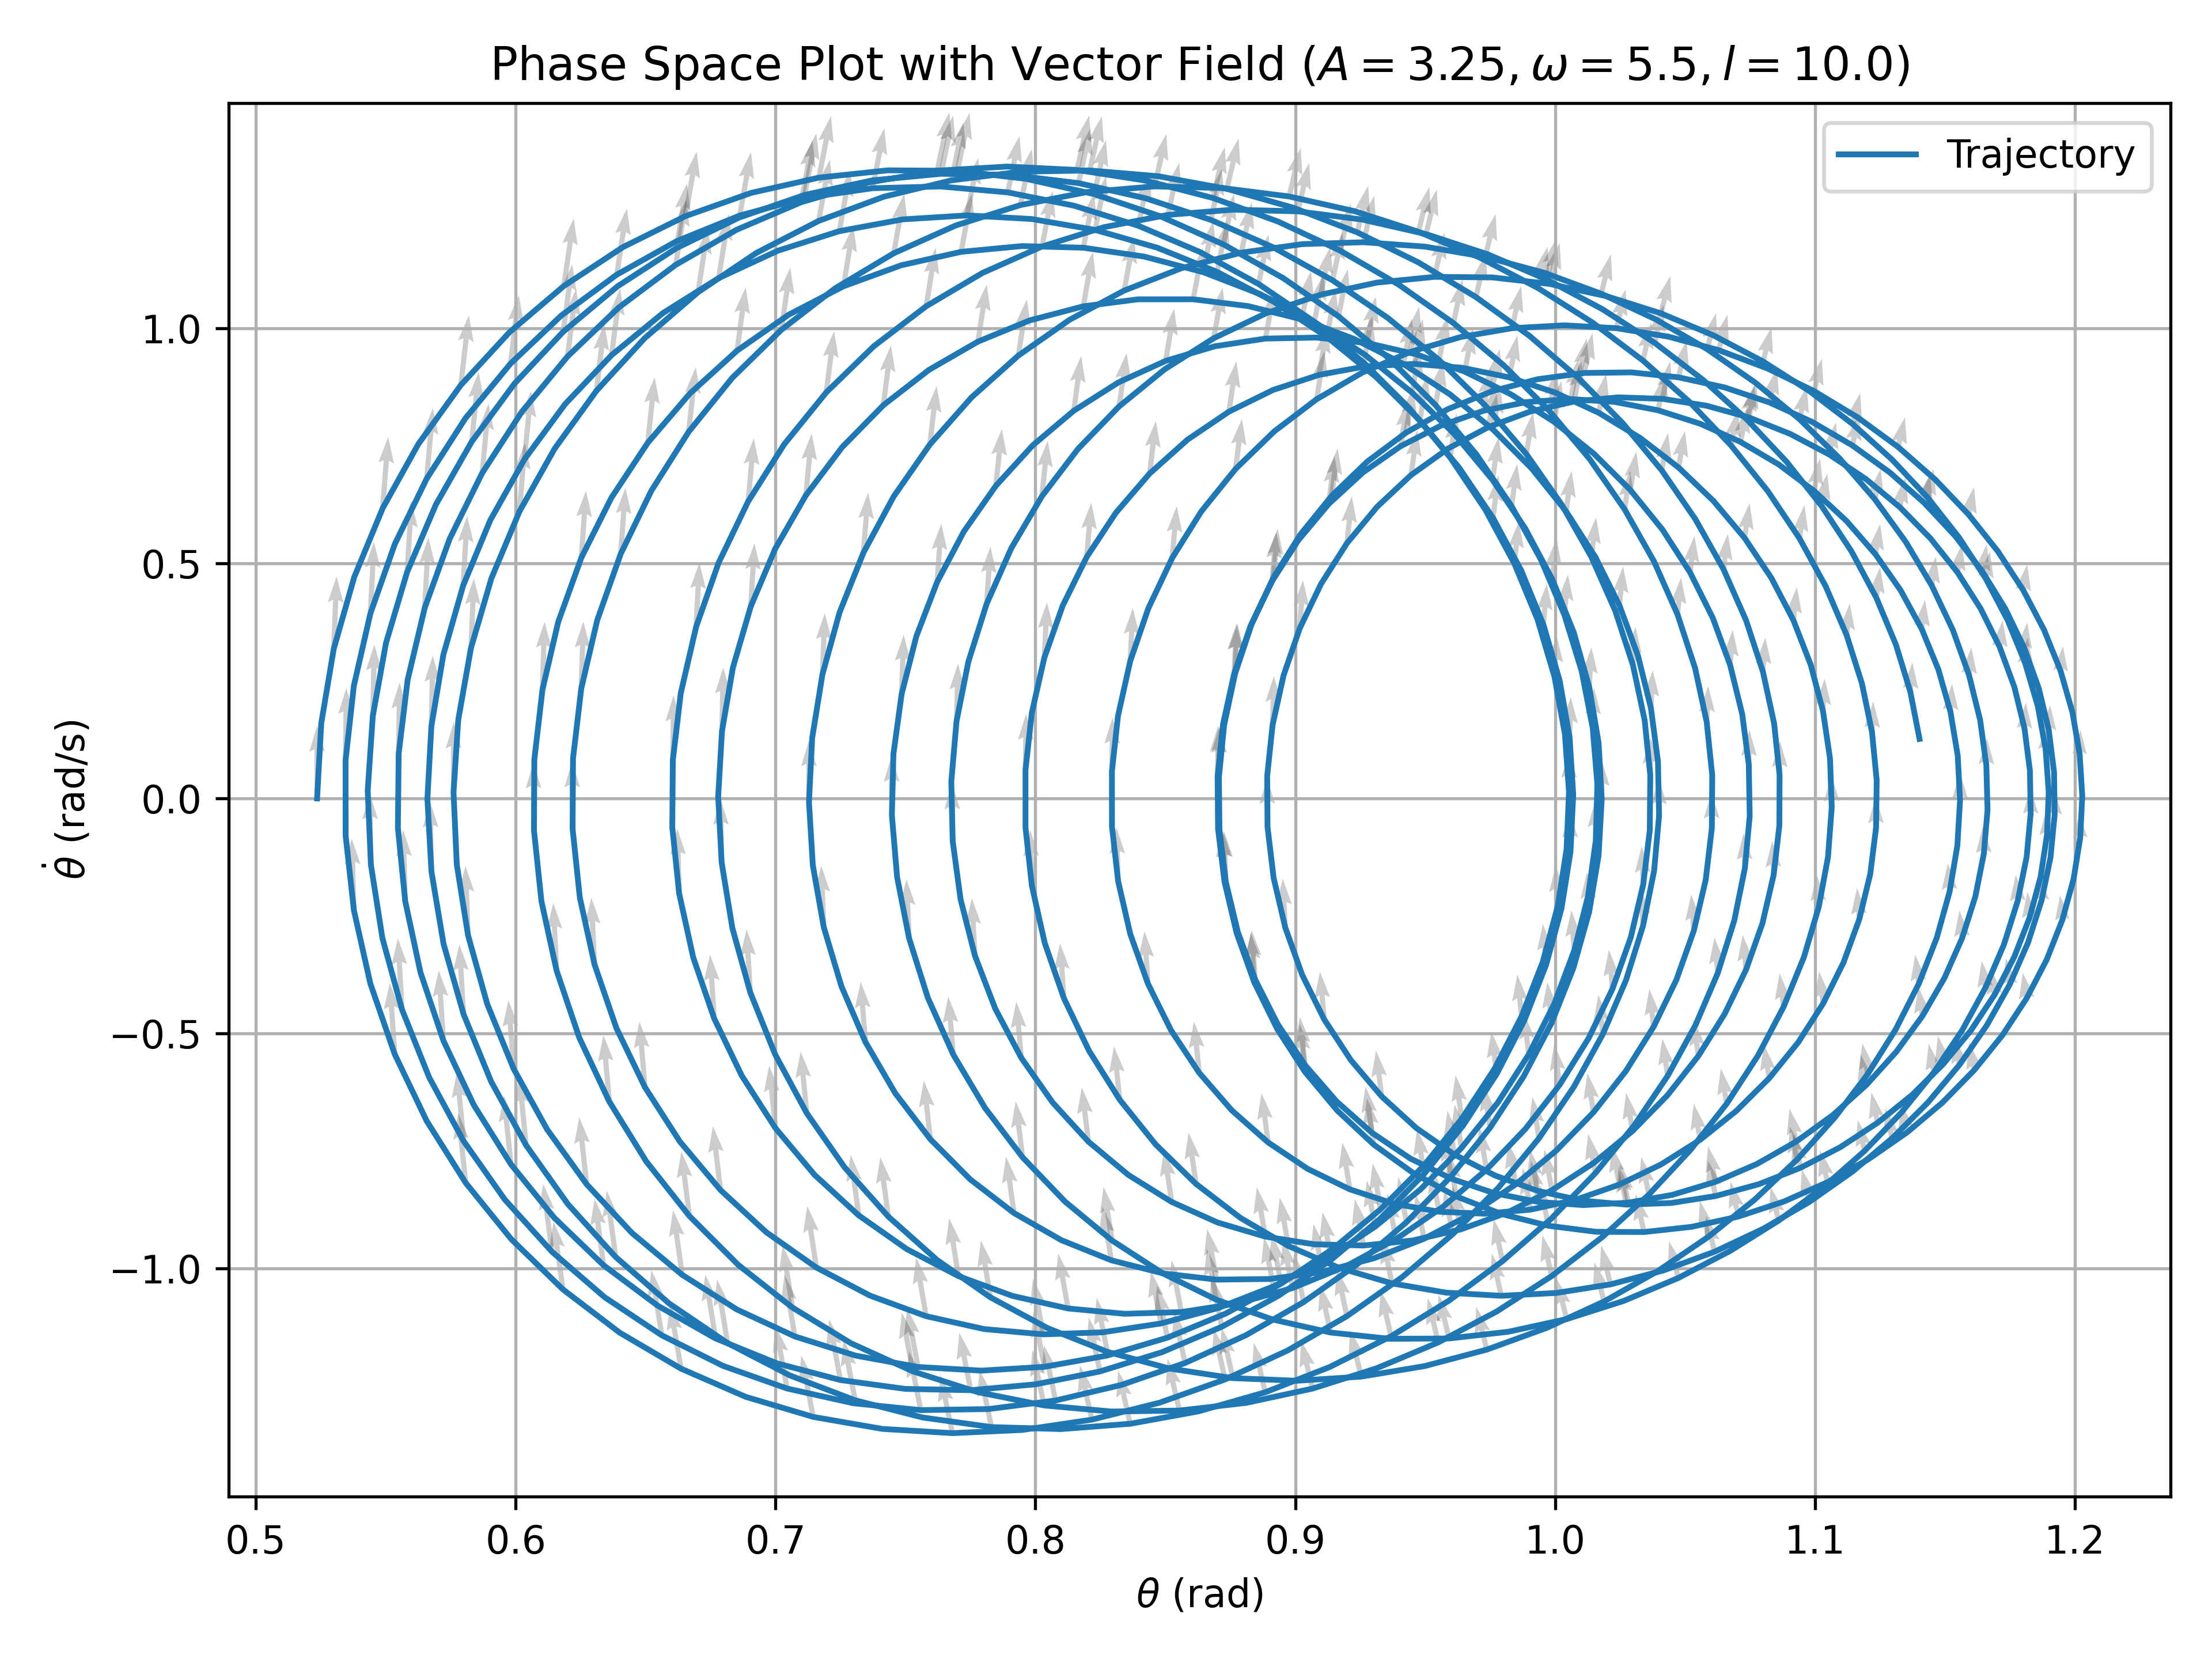 Phase Space Plot with Vector Field (A = 3.25, ω = 5.5, l = 10.0)
Trajectory
1.0
0.5
0.0
−0.5
−1.0
θ̇ (rad/s)
0.5 0.6 0.7 0.8 0.9 1.0 1.1 1.2
θ (rad)